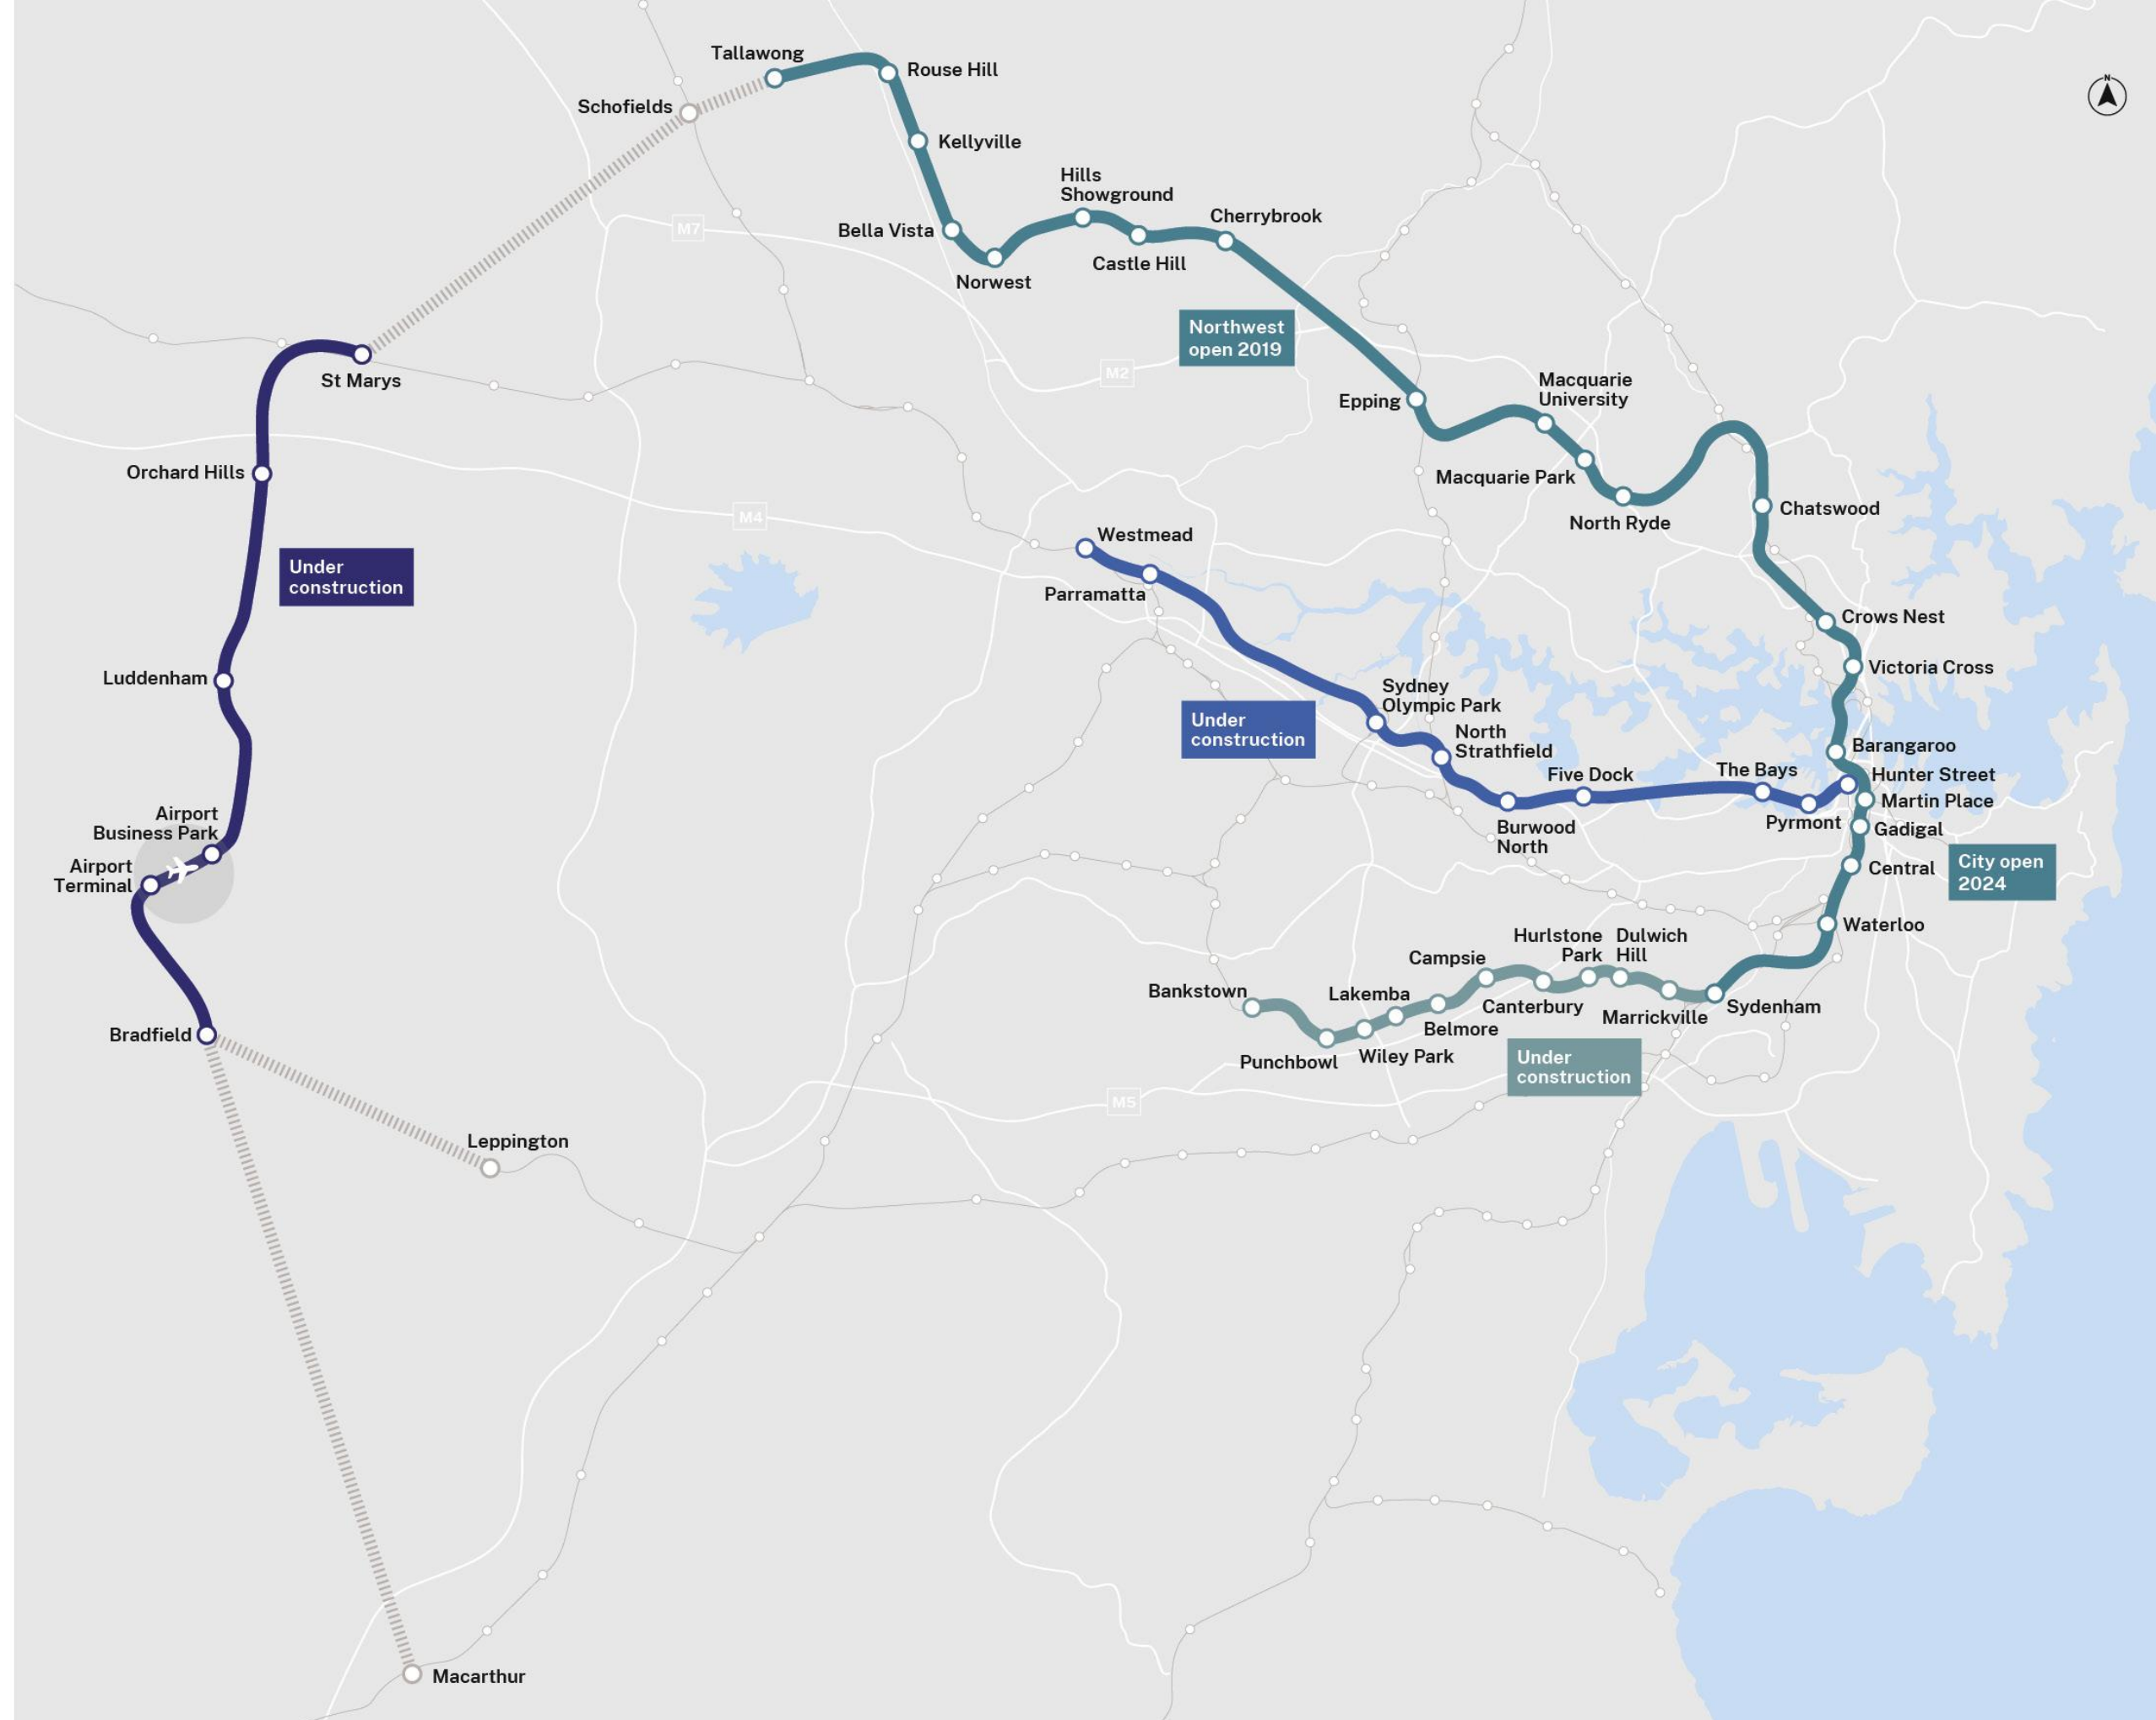 Tallawong
Rouse Hill
N
Schofields
Kellyville
Hills
Showground
Cherrybrook
M7
Bella Vista
Castle Hill
Norwest
Northwest
open 2019
St Marys
M2
Macquarie
University
Epping
Orchard Hills
Macquarie Park
Chatswood
M4
North Ryde
Westmead
Under
construction
Parramatta
Crows Nest
Victoria Cross
Luddenham
Sydney
Olympic Park
Under
construction
North
Strathfield
Barangaroo
Five Dock
The Bays
Hunter Street
Martin Place
Airport
Business Park
Burwood
North
Pyrmont
Gadigal
Airport
Terminal
City open
2024
Central
Waterloo
Hurlstone
Park
Dulwich
Hill
Campsie
Bankstown
Lakemba
Canterbury
Sydenham
Marrickville
Belmore
Bradfield
Punchbowl
Wiley Park
Under
construction
M5
Leppington
Macarthur